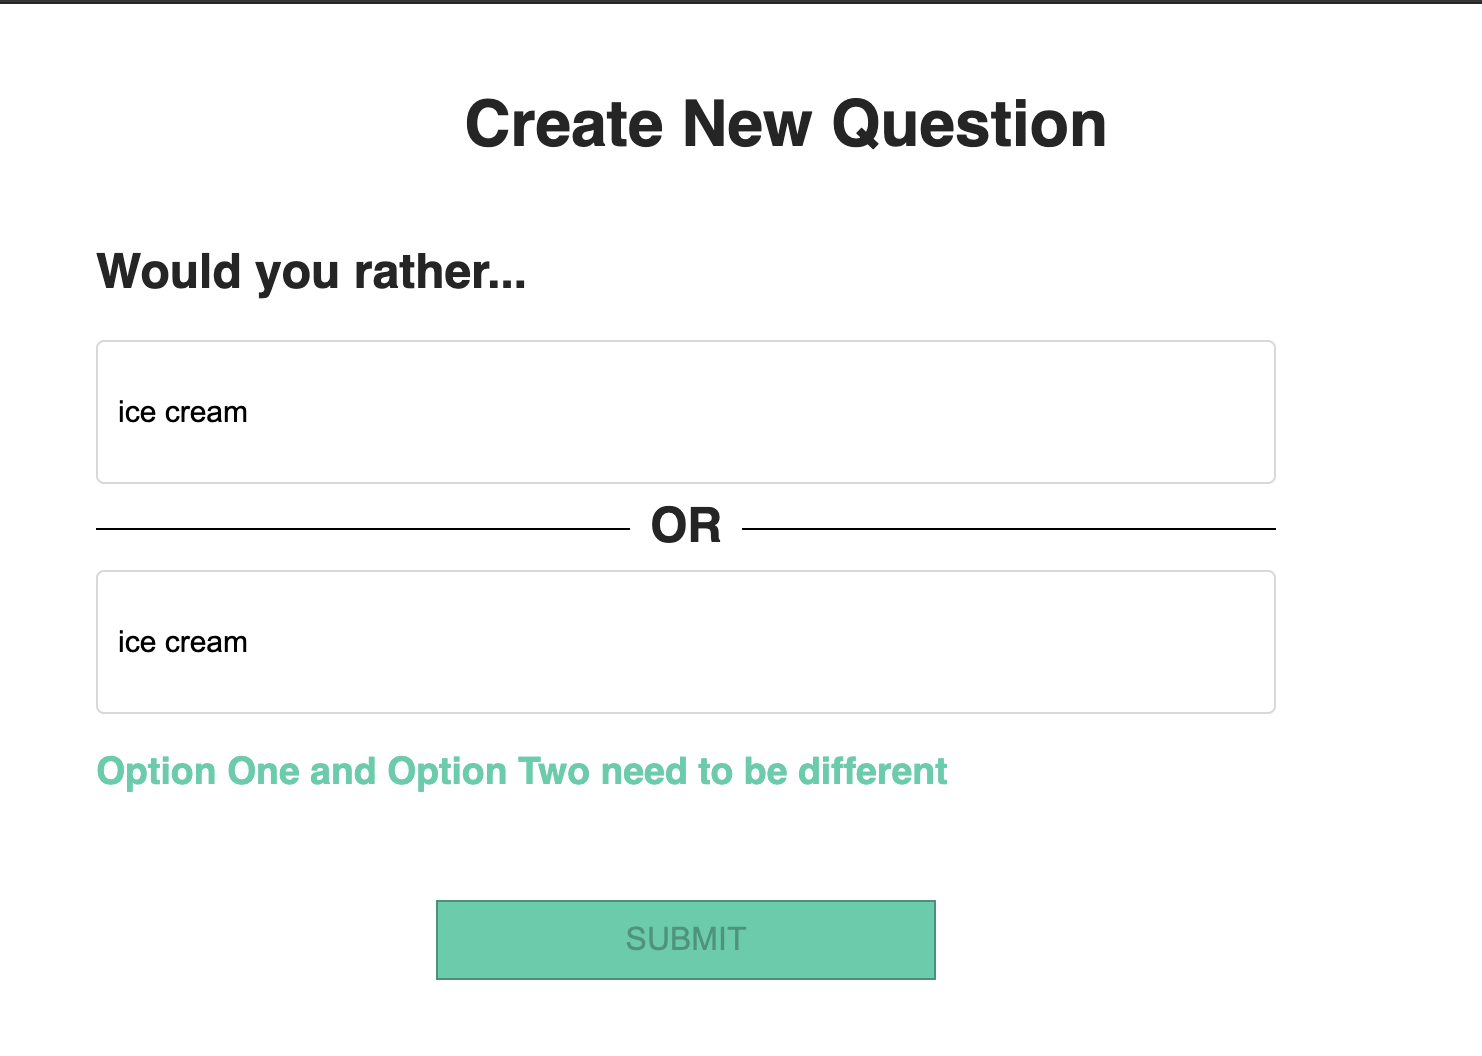 Create New Question
Would you rather...
ice cream
OR
ice cream
Option One and Option Two need to be different
SUBMIT